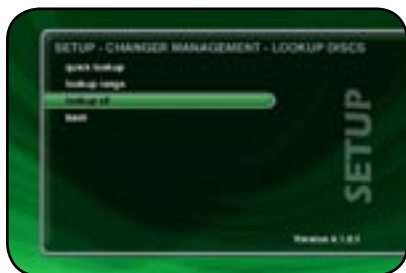 SETUP - CHANGER MANAGEMENT - LOOKUP DISCS
quick lookup
lookup range
lookup all
back
SETUP